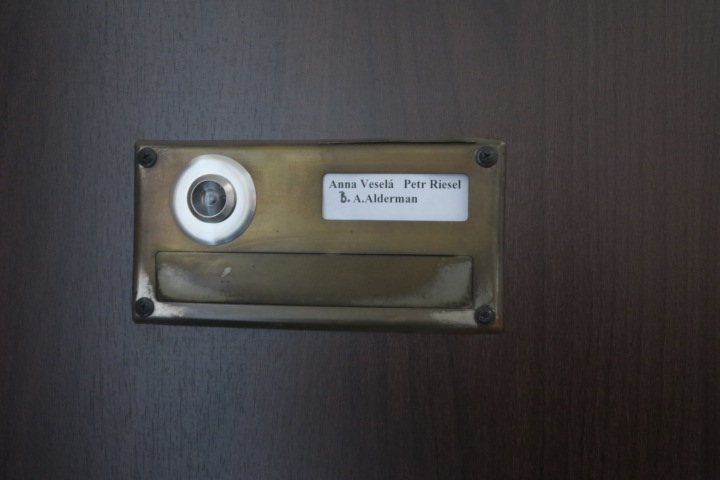 Anna Veselá Petr Riesel
B. A.Alderman